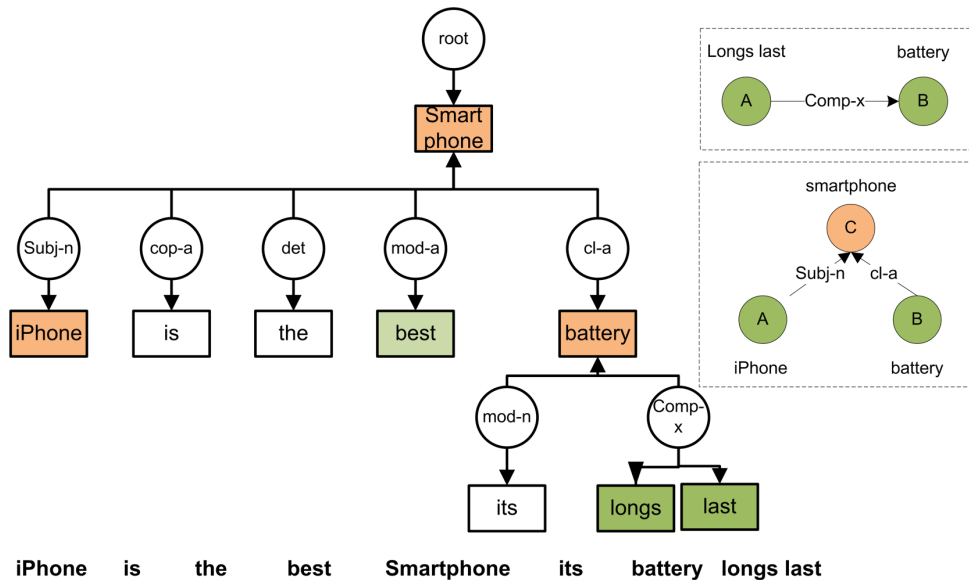 root
Smart
phone
Subj-n
cop-a
det
mod-a
cl-a
iPhone
is
the
best
battery
mod-n
Comp-
x
its
longs
last
Longs last
battery
A
Comp-x
B
smartphone
C
Subj-n
cl-a
A
B
iPhone
battery
iPhone is the best Smartphone its battery longs last